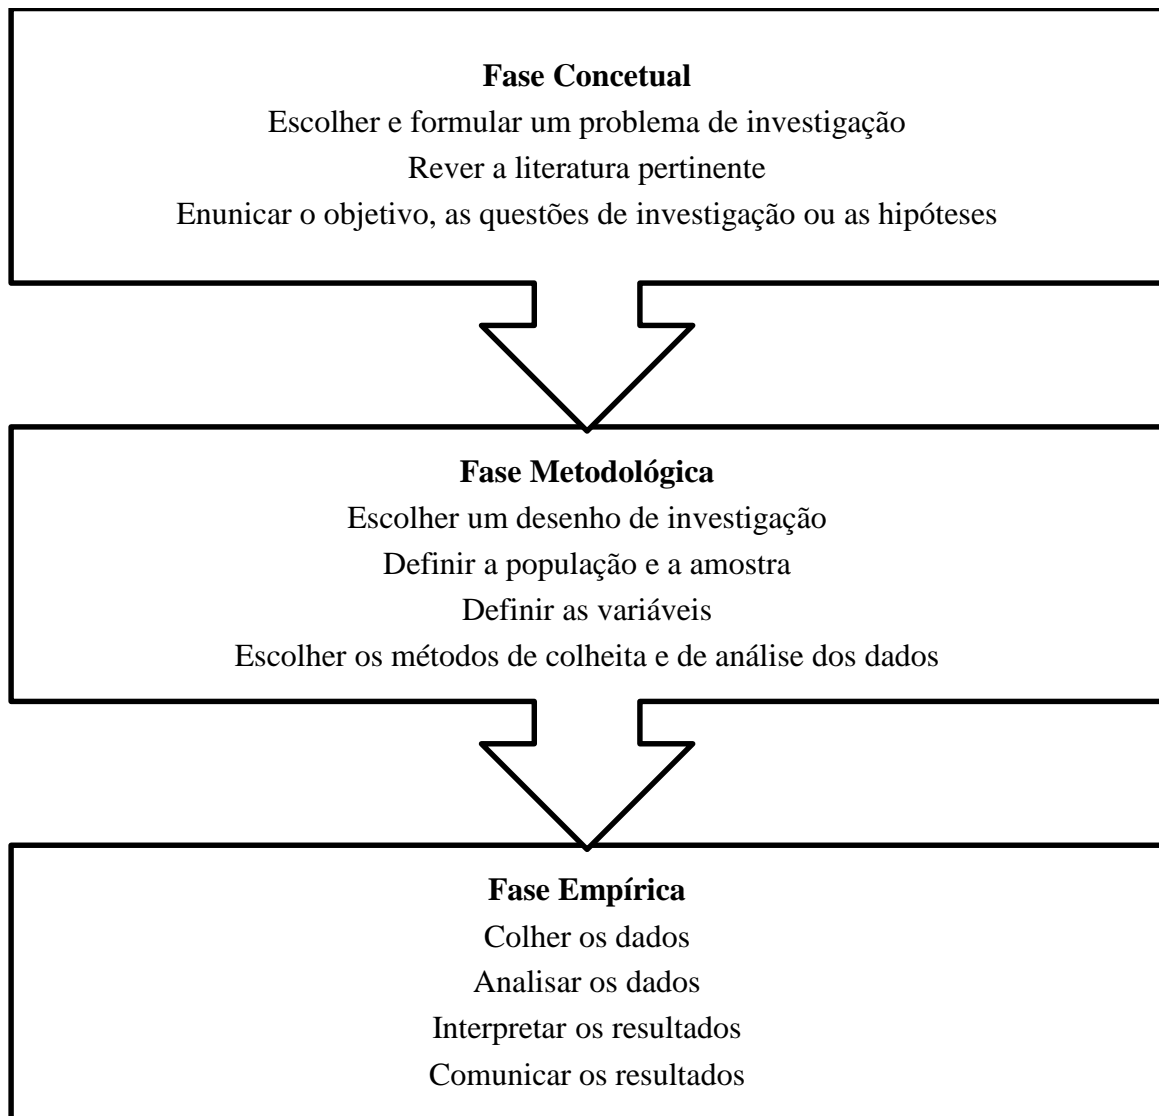 Fase Concetual
Escolher e formular um problema de investigação
Rever a literatura pertinente
Enunicar o objetivo, as questões de investigação ou as hipóteses
Fase Metodológica
Escolher um desenho de investigação
Definir a população e a amostra
Definir as variáveis
Escolher os métodos de colheita e de análise dos dados
Fase Empírica
Colher os dados
Analisar os dados
Interpretar os resultados
Comunicar os resultados